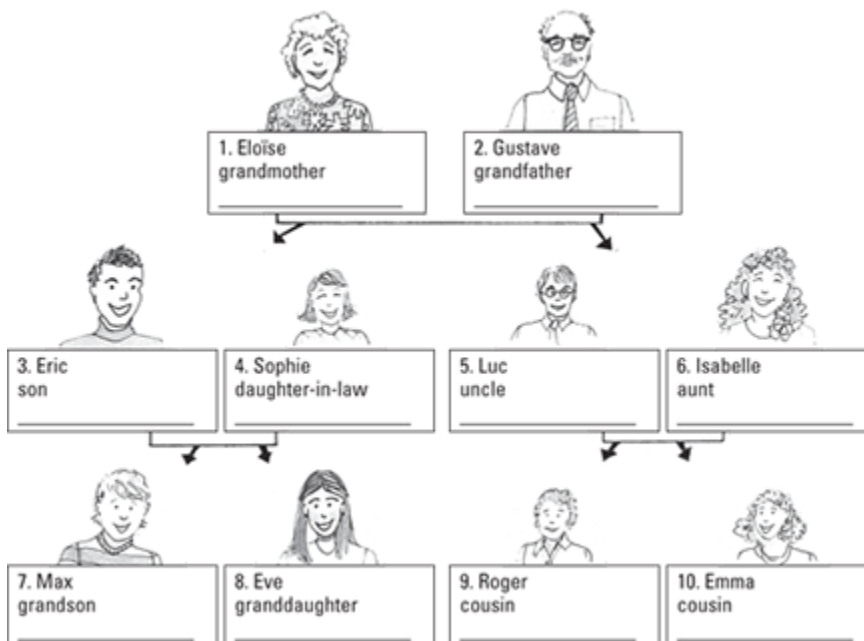 1. Eloïse
grandmother
2. Gustave
grandfather
3. Eric
son
4. Sophie
daughter-in-law
5. Luc
uncle
6. Isabelle
aunt
7. Max
grandson
8. Eve
granddaughter
9. Roger
cousin
10. Emma
cousin